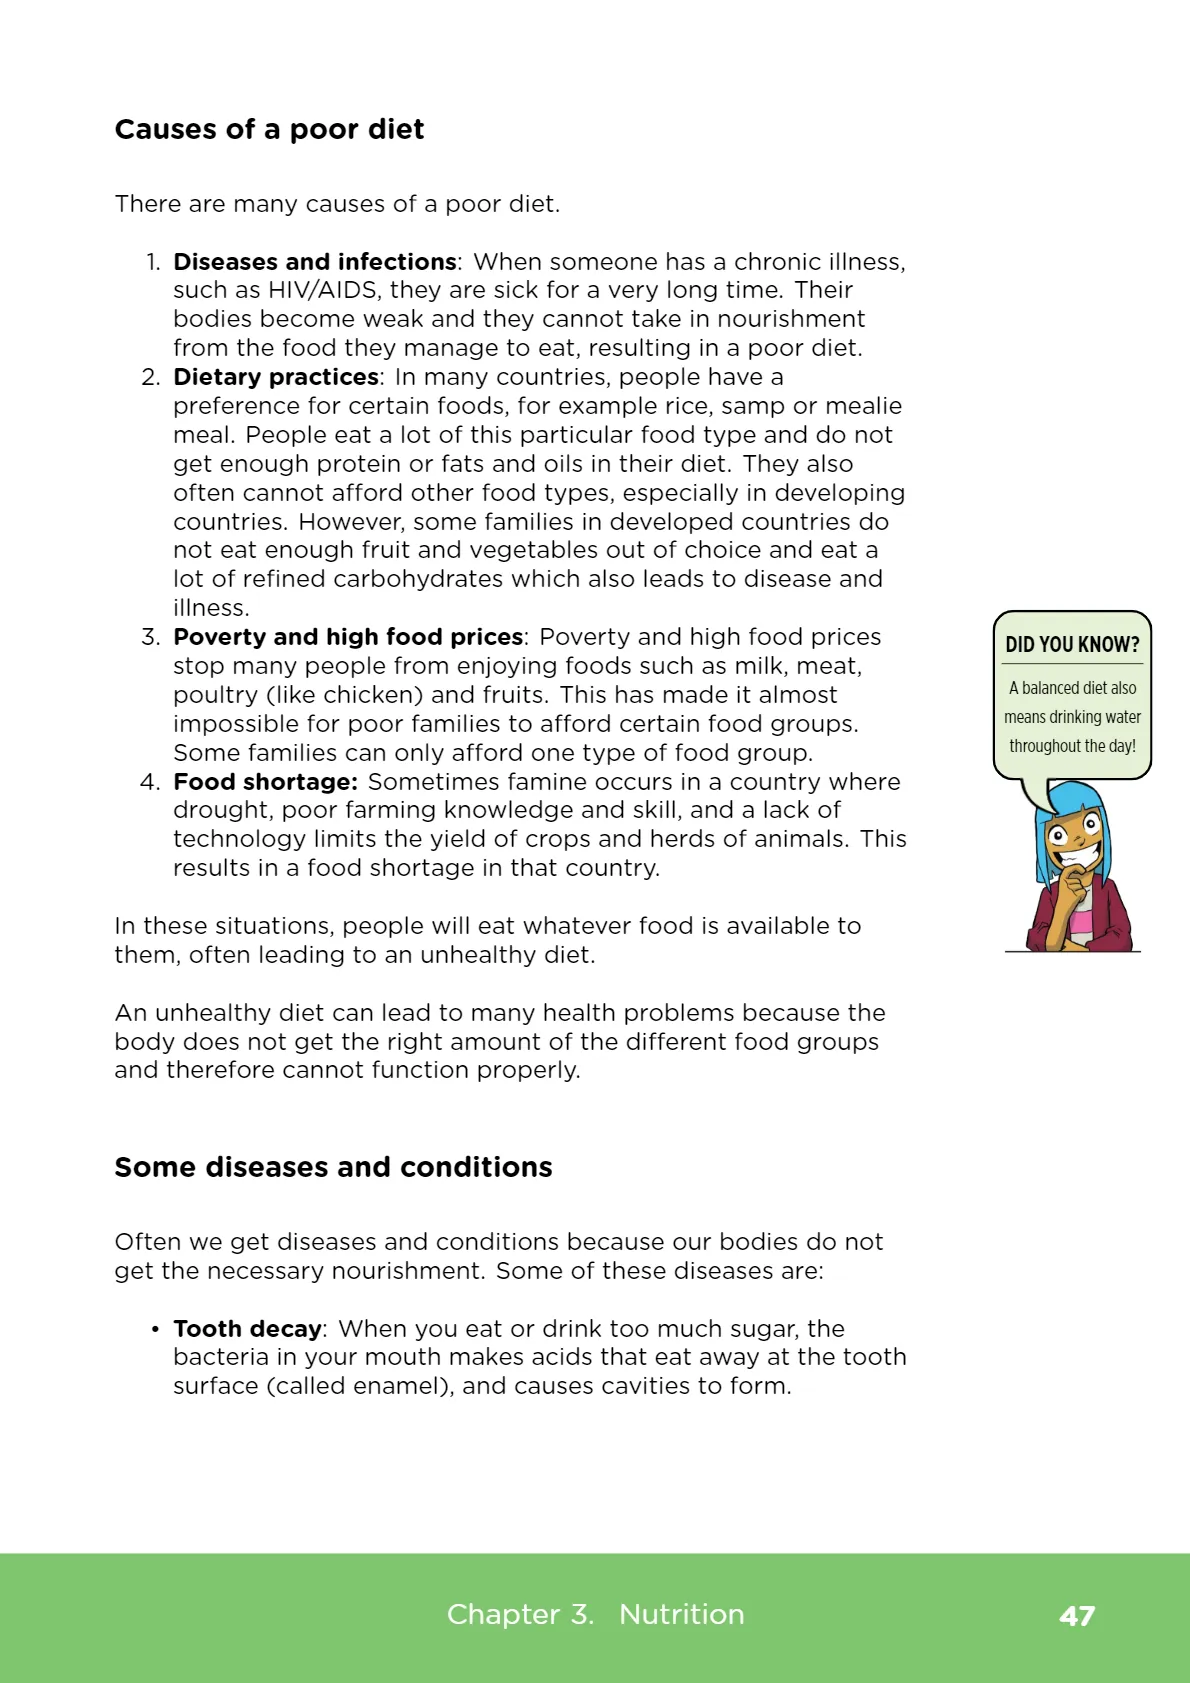 Causes of a poor diet
There are many causes of a poor diet.
1. Diseases and infections: When someone has a chronic illness,
such as HIV/AIDS, they are sick for a very long time. Their
bodies become weak and they cannot take in nourishment
from the food they manage to eat, resulting in a poor diet.
2. Dietary practices: In many countries, people have a
preference for certain foods, for example rice, samp or mealie
meal. People eat a lot of this particular food type and do not
get enough protein or fats and oils in their diet. They also
often cannot afford other food types, especially in developing
countries. However, some families in developed countries do
not eat enough fruit and vegetables out of choice and eat a
lot of refined carbohydrates which also leads to disease and
illness.
3. Poverty and high food prices: Poverty and high food prices
stop many people from enjoying foods such as milk, meat,
poultry (like chicken) and fruits. This has made it almost
impossible for poor families to afford certain food groups.
Some families can only afford one type of food group.
4. Food shortage: Sometimes famine occurs in a country where
drought, poor farming knowledge and skill, and a lack of
technology limits the yield of crops and herds of animals. This
results in a food shortage in that country.
In these situations, people will eat whatever food is available to
them, often leading to an unhealthy diet.
An unhealthy diet can lead to many health problems because the
body does not get the right amount of the different food groups
and therefore cannot function properly.
DID YOU KNOW?
A balanced diet also
means drinking water
throughout the day!
Some diseases and conditions
Often we get diseases and conditions because our bodies do not
get the necessary nourishment. Some of these diseases are:
• Tooth decay: When you eat or drink too much sugar, the
bacteria in your mouth makes acids that eat away at the tooth
surface (called enamel), and causes cavities to form.
Chapter 3. Nutrition
47